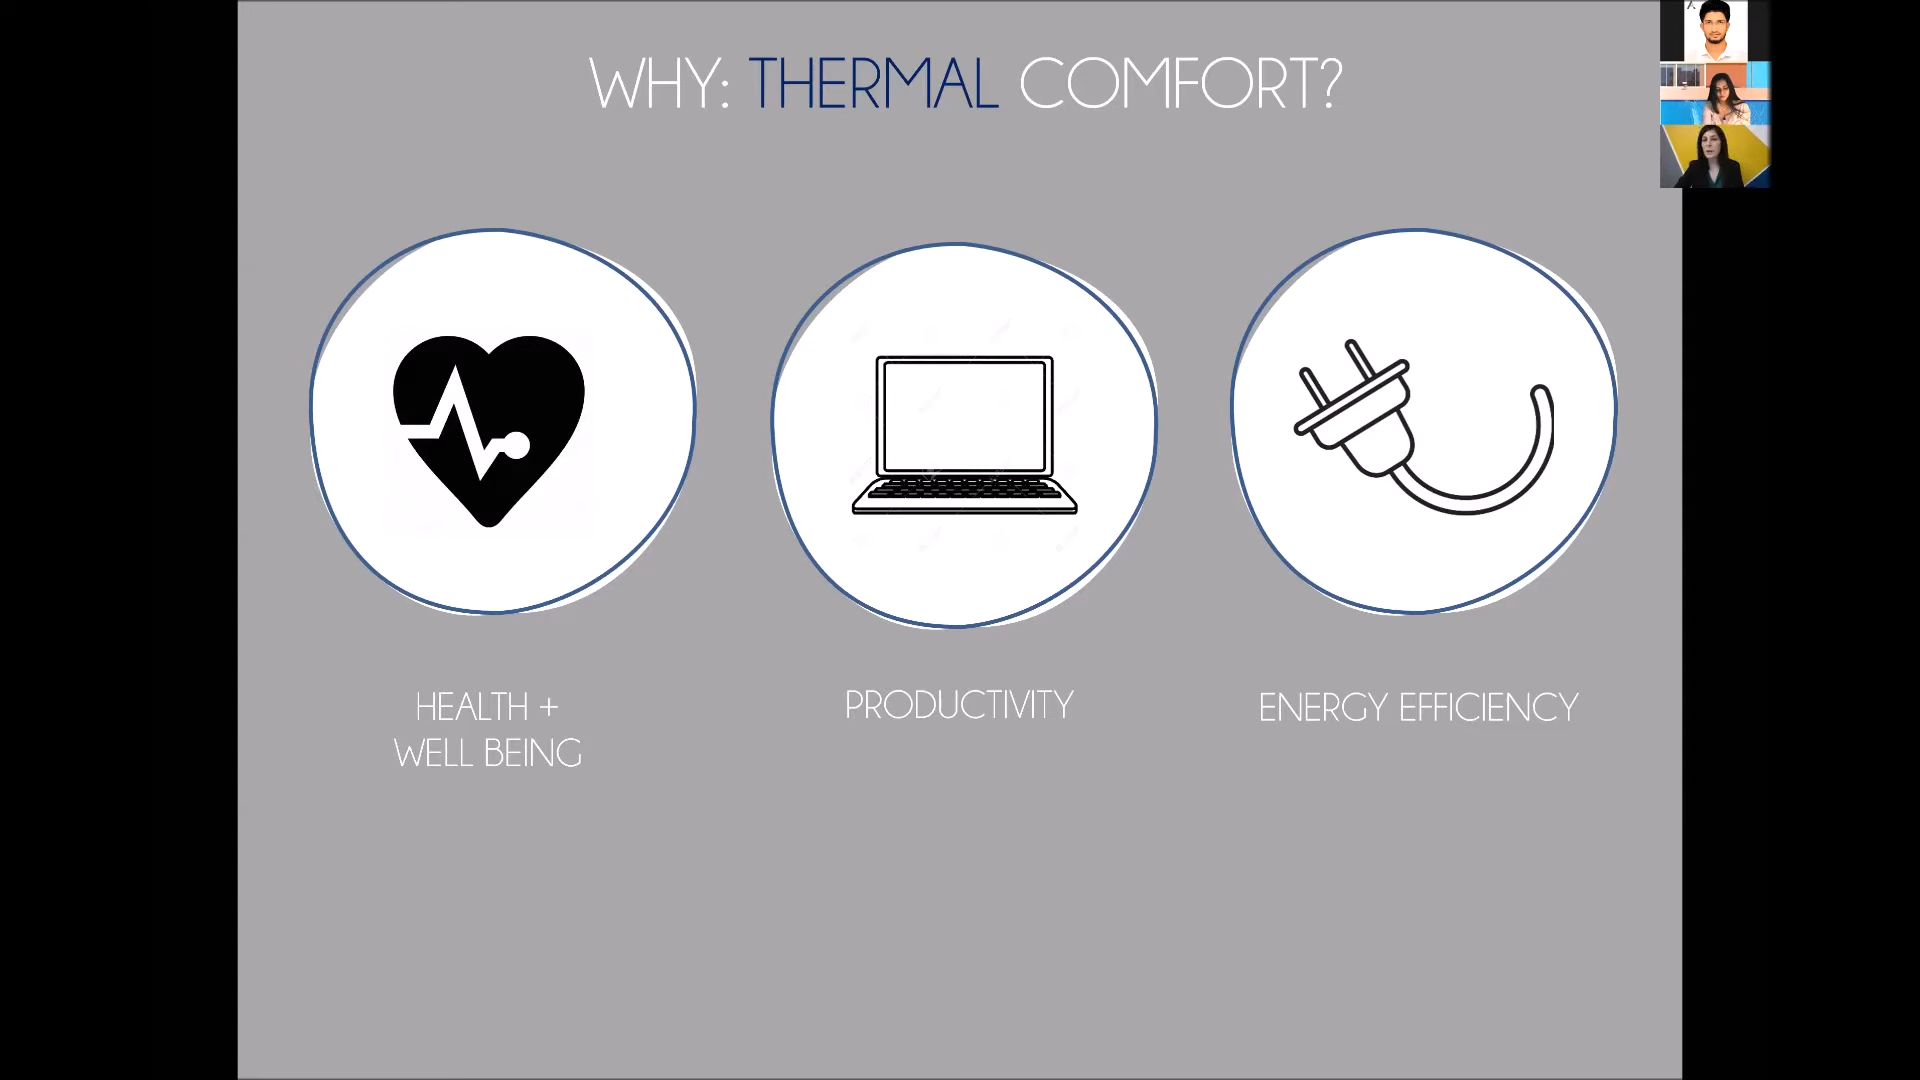 WHY: THERMAL COMFORT?
HEALTH +
WELL BEING
PRODUCTIVITY
ENERGY EFFICIENCY